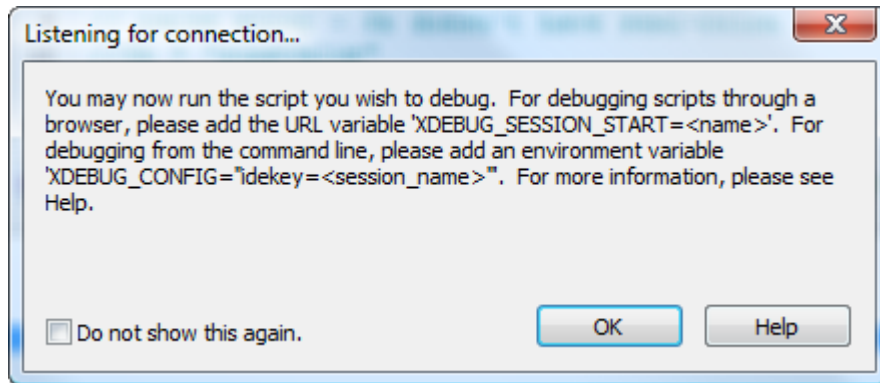 Listening for connection...
You may now run the script you wish to debug.  For debugging scripts through a
browser, please add the URL variable 'XDEBUG_SESSION_START=<name>'.  For
debugging from the command line, please add an environment variable
'XDEBUG_CONFIG="idekey=<session_name>"'.  For more information, please see
Help.
Do not show this again.
OK
Help